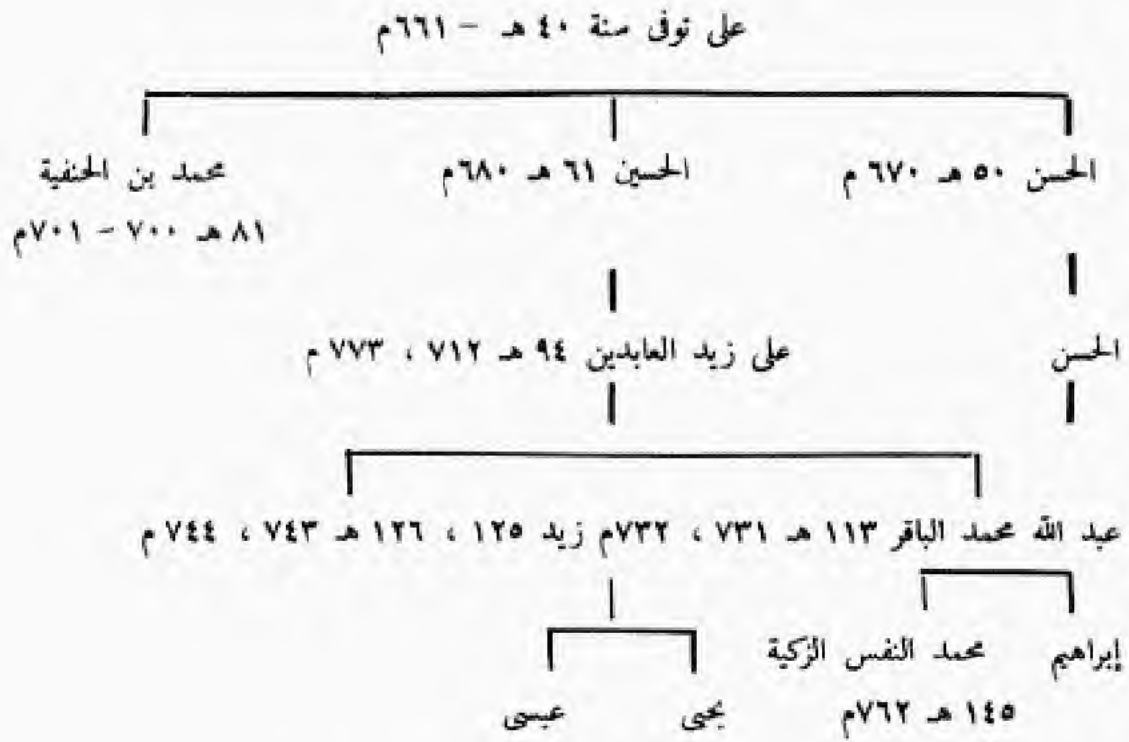 على توفى سنة ٤٠ هـ – ٦٦١م
الحسن ٥٠ هـ ٦٧٠ م الحسين ٦١ هـ ٦٨٠م محمد بن الحنفية
٨١ هـ ٧٠٠ – ٧٠١م
الحسن على زيد العابدين ٩٤ هـ ٧١٢ ، ٧٧٣ م
عبد الله محمد الباقر ١١٣ هـ ٧٣١ ، ٧٣٢م زيد ١٢٥ ، ١٢٦ هـ ٧٤٣ ، ٧٤٤ م
إبراهيم محمد النفس الزكية
١٤٥ هـ ٧٦٢م يحيى عيسى